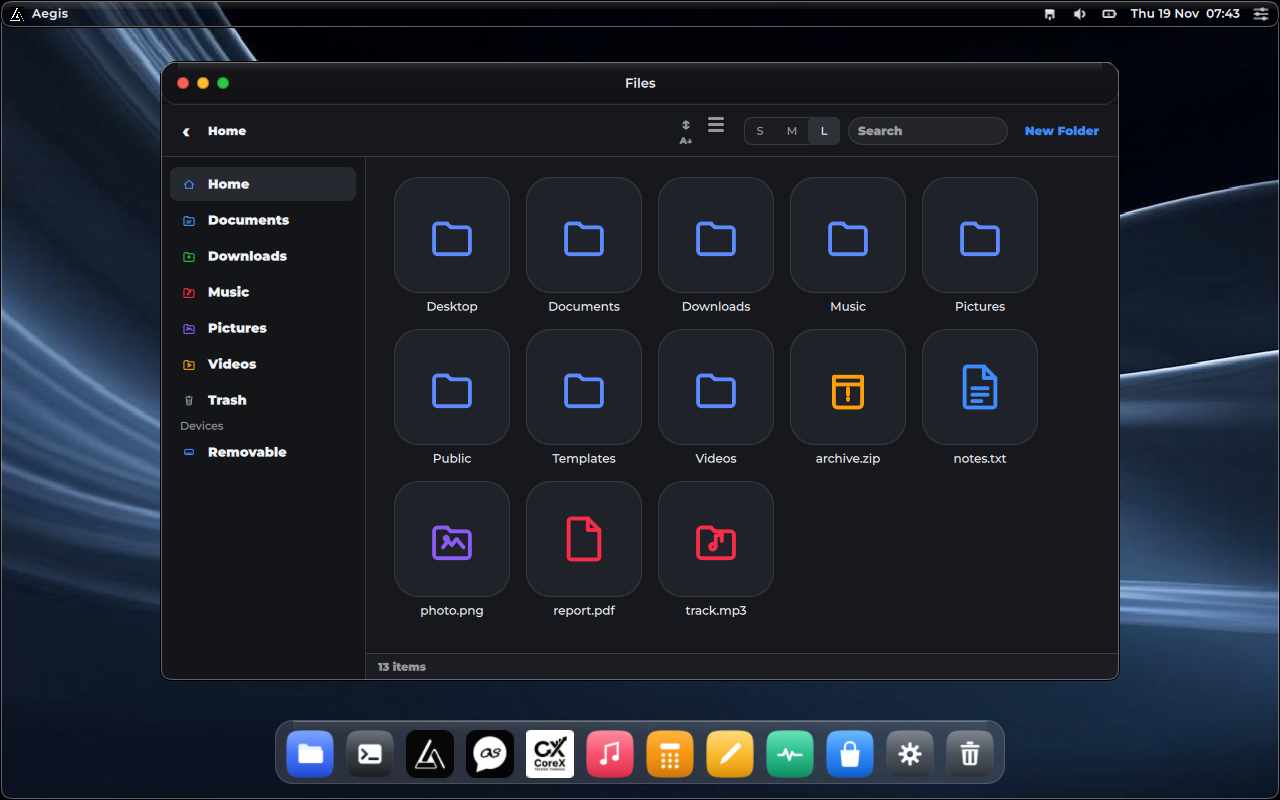 Aegis
Thu 19 Nov 07:43
Files
Home
A
S M L
Search
New Folder
Home
Documents
Downloads
Music
Pictures
Videos
Trash
Devices
Removable
Desktop
Documents
Downloads
Music
Pictures
Public
Templates
Videos
archive.zip
notes.txt
photo.png
report.pdf
track.mp3
13 items
as
CX
CoreX